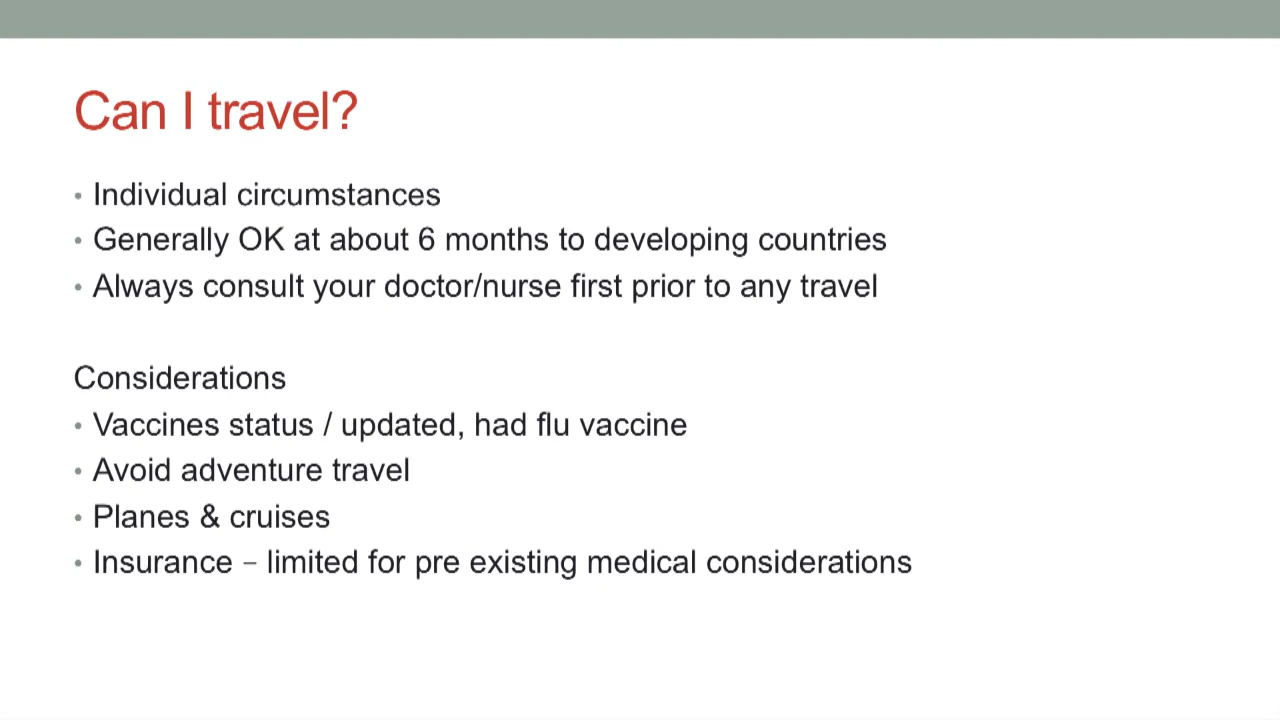 Can I travel?
• Individual circumstances
• Generally OK at about 6 months to developing countries
• Always consult your doctor/nurse first prior to any travel
Considerations
• Vaccines status / updated, had flu vaccine
• Avoid adventure travel
• Planes & cruises
• Insurance – limited for pre existing medical considerations